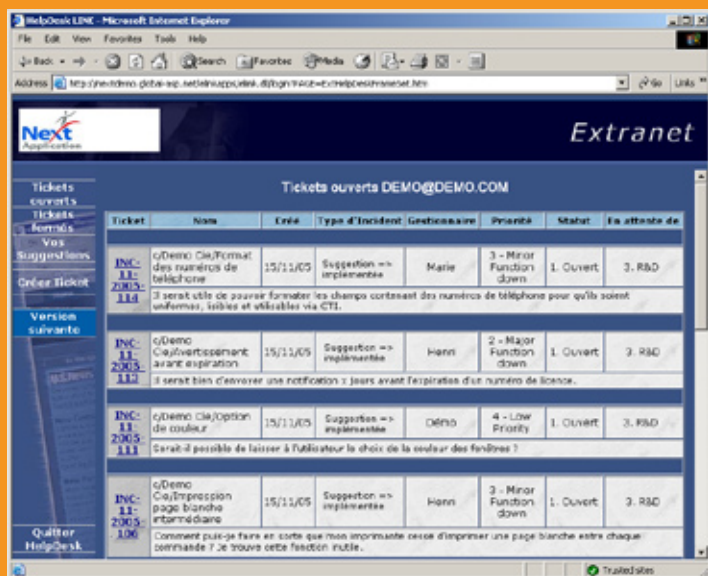 HelpDesk LINK - Microsoft Internet Explorer
File Edit View Favorites Tools Help
Back Search Favorites Media
Address Go Links
Next
Application
Extranet
Tickets
ouverts
Tickets
fermés
Vos
Suggestions
Créer Ticket
Version
suivante
Quitter
HelpDesk
Tickets ouverts DEMO@DEMO.COM
Ticket Nom Créé Type d'Incident Gestionnaire Priorité Statut En attente de
INC-11-2005-114 c/Demo Cie/Format des numéros de téléphone 15/11/05 Suggestion => implémentée Marie 3 - Minor Function down 1. Ouvert 3. R&D
Il serait utile de pouvoir formater les champs contenant des numéros de téléphone pour qu'ils soient
uniformes, lisibles et utilisables via CTI.
c/Demo Cie/Avertissement avant expiration 15/11/05 Suggestion => implémentée Henri 2 - Major Function down 1. Ouvert 3. R&D
Il serait bien d'envoyer une notification x jours avant l'expiration d'un numéro de licence.
INC-11-2005-111 c/Demo Cie/Option de couleur 15/11/05 Suggestion => implémentée Démo 4 - Low Priority 1. Ouvert 3. R&D
Serait-il possible de laisser à l'utilisateur le choix de la couleur des fenêtres ?
INC-11-2005-106 c/Demo Cie/Impression page blanche intermédiaire 15/11/05 Suggestion => implémentée Henri 3 - Minor Function down 1. Ouvert 3. R&D
Comment puis-je faire en sorte que mon imprimante cesse d'imprimer une page blanche entre chaque
commande ? Je trouve cette fonction inutile.
Trusted sites